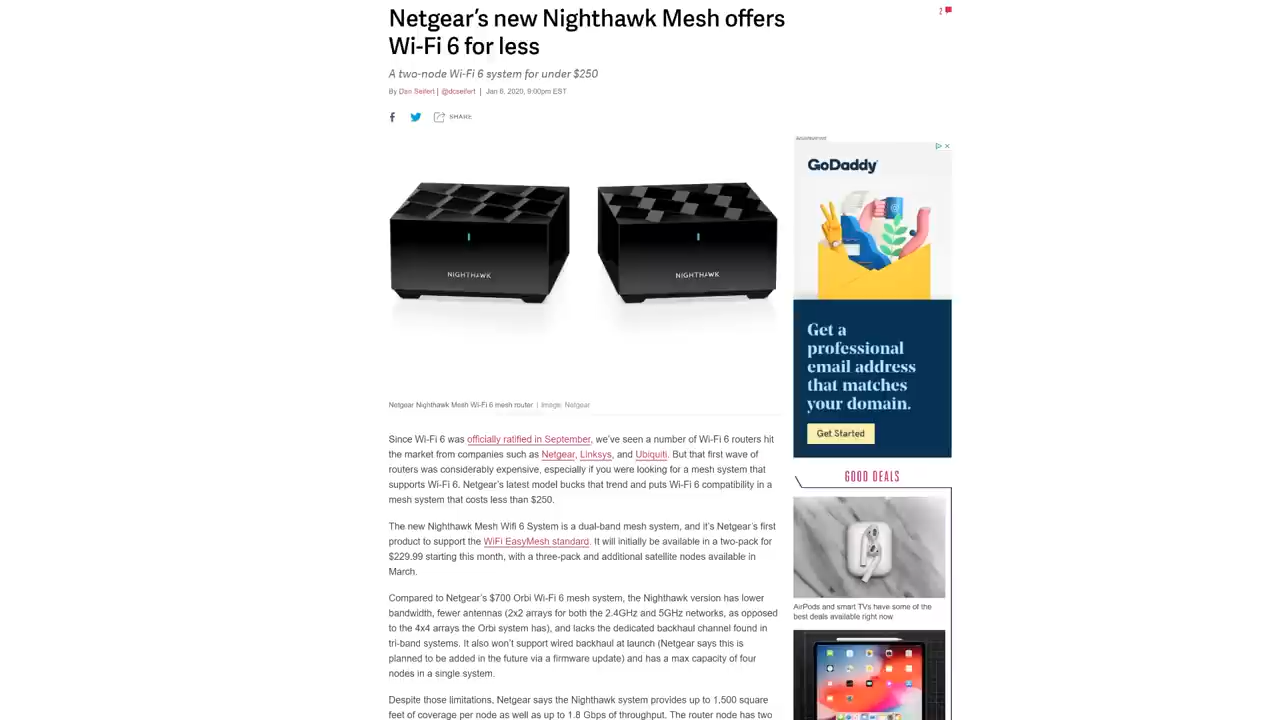 Netgear's new Nighthawk Mesh offers
Wi-Fi 6 for less
2
A two-node Wi-Fi 6 system for under $250
By Dan Seifert | @dcseifert | Jan 6, 2020, 9:00pm EST
SHARE
NIGHTHAWK
NIGHTHAWK
Netgear Nighthawk Mesh Wi-Fi 6 mesh router | Image: Netgear
Since Wi-Fi 6 was officially ratified in September, we've seen a number of Wi-Fi 6 routers hit
the market from companies such as Netgear, Linksys, and Ubiquiti. But that first wave of
routers was considerably expensive, especially if you were looking for a mesh system that
supports Wi-Fi 6. Netgear's latest model bucks that trend and puts Wi-Fi 6 compatibility in a
mesh system that costs less than $250.
The new Nighthawk Mesh Wifi 6 System is a dual-band mesh system, and it's Netgear's first
product to support the WiFi EasyMesh standard. It will initially be available in a two-pack for
$229.99 starting this month, with a three-pack and additional satellite nodes available in
March.
Compared to Netgear's $700 Orbi Wi-Fi 6 mesh system, the Nighthawk version has lower
bandwidth, fewer antennas (2x2 arrays for both the 2.4GHz and 5GHz networks, as opposed
to the 4x4 arrays the Orbi system has), and lacks the dedicated backhaul channel found in
tri-band systems. It also won't support wired backhaul at launch (Netgear says this is
planned to be added in the future via a firmware update) and has a max capacity of four
nodes in a single system.
Despite those limitations, Netgear says the Nighthawk system provides up to 1,500 square
feet of coverage per node as well as up to 1.8 Gbps of throughput. The router node has two
Advertisement
GoDaddy
Get a
professional
email address
that matches
your domain.
Get Started
GOOD DEALS
AirPods and smart TVs have some of the
best deals available right now